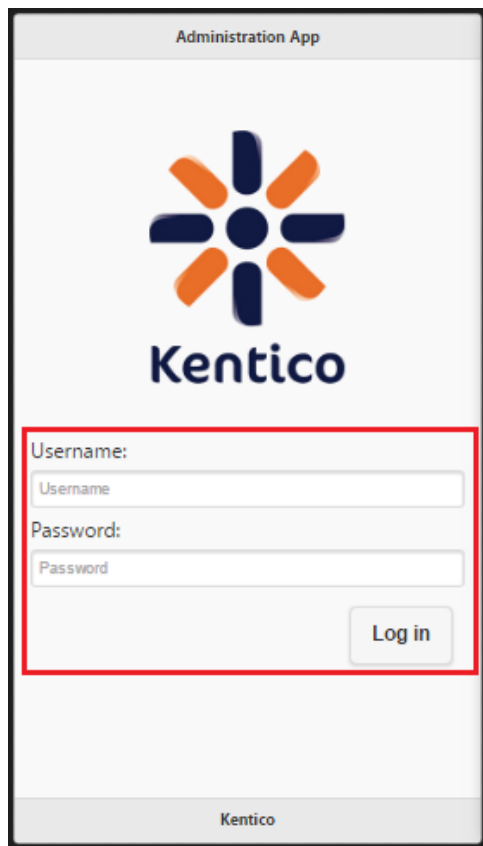 Administration App
Kentico
Username:
Username
Password:
Password
Log in
Kentico